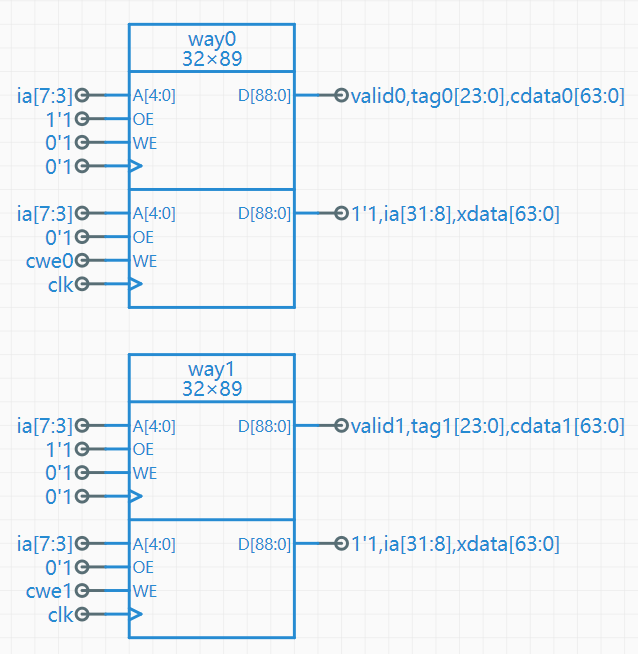 way0
32×89
ia[7:3] A[4:0] D[88:0] valid0,tag0[23:0],cdata0[63:0]
1'1 OE
0'1 WE
0'1
ia[7:3] A[4:0] D[88:0] 1'1,ia[31:8],xdata[63:0]
0'1 OE
cwe0 WE
clk
way1
32×89
ia[7:3] A[4:0] D[88:0] valid1,tag1[23:0],cdata1[63:0]
1'1 OE
0'1 WE
0'1
ia[7:3] A[4:0] D[88:0] 1'1,ia[31:8],xdata[63:0]
0'1 OE
cwe1 WE
clk